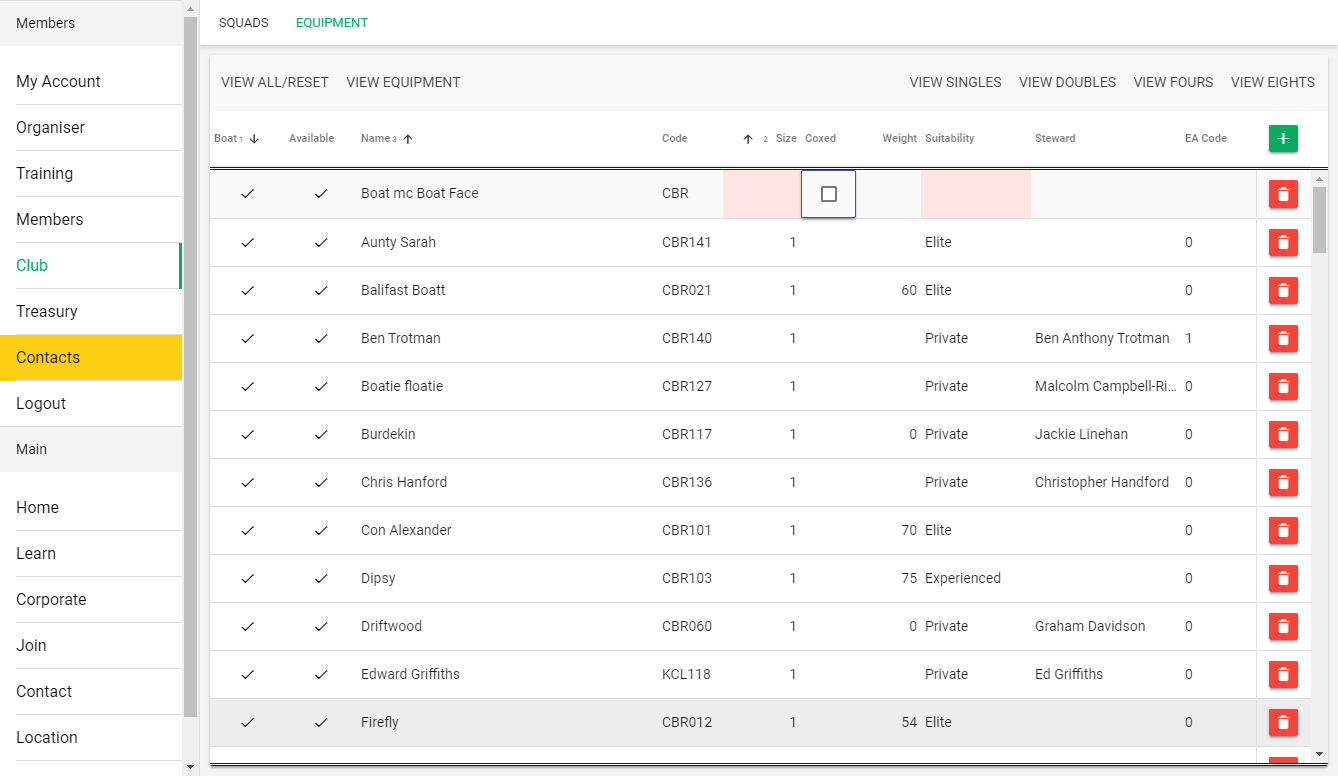 Members
My Account
Organiser
Training
Members
Club
Treasury
Contacts
Logout
Main
Home
Learn
Corporate
Join
Contact
Location
SQUADS EQUIPMENT
VIEW ALL/RESET VIEW EQUIPMENT VIEW SINGLES VIEW DOUBLES VIEW FOURS VIEW EIGHTS
Boat 1 Available Name 3 Code 2 Size Coxed Weight Suitability Steward EA Code
Boat mc Boat Face CBR
Aunty Sarah CBR141 1 Elite 0
Balifast Boatt CBR021 1 60 Elite 0
Ben Trotman CBR140 1 Private Ben Anthony Trotman 1
Boatie floatie CBR127 1 Private Malcolm Campbell-Ri... 0
Burdekin CBR117 1 0 Private Jackie Linehan 0
Chris Hanford CBR136 1 Private Christopher Handford 0
Con Alexander CBR101 1 70 Elite 0
Dipsy CBR103 1 75 Experienced 0
Driftwood CBR060 1 0 Private Graham Davidson 0
Edward Griffiths KCL118 1 Private Ed Griffiths 0
Firefly CBR012 1 54 Elite 0